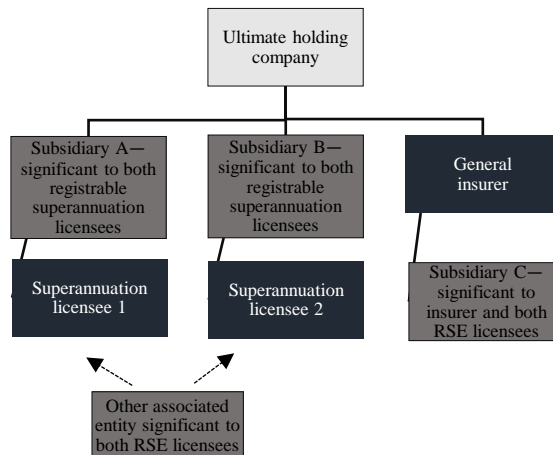 Ultimate holding
company
Subsidiary A—
significant to both
registrable
superannuation
licensees
Subsidiary B—
significant to both
registrable
superannuation
licensees
General
insurer
Superannuation
licensee 1
Superannuation
licensee 2
Subsidiary C—
significant to
insurer and both
RSE licensees
Other associated
entity significant to
both RSE licensees